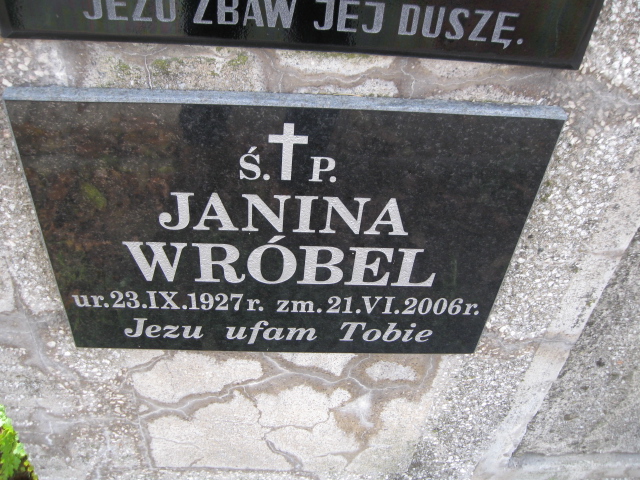 JEZU ZBAW JEJ DUSZĘ.
Ś.†P.
JANINA
WRÓBEL
ur.23.IX.1927r. zm.21.VI.2006r.
Jezu ufam Tobie